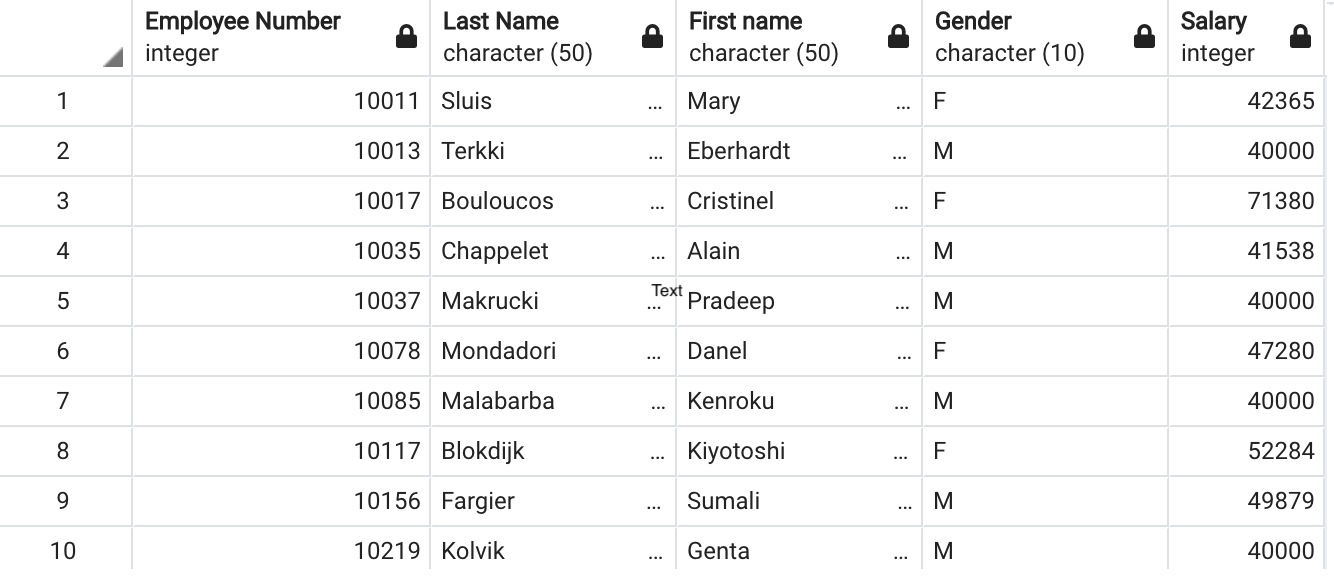 Employee Number Last Name First name Gender Salary
integer character (50) character (50) character (10) integer
1 10011 Sluis ... Mary ... F 42365
2 10013 Terkki ... Eberhardt ... M 40000
3 10017 Bouloucos ... Cristinel ... F 71380
4 10035 Chappelet ... Alain ... M 41538
Text
5 10037 Makrucki ... Pradeep ... M 40000
6 10078 Mondadori ... Danel ... F 47280
7 10085 Malabarba ... Kenroku ... M 40000
8 10117 Blokdijk ... Kiyotoshi ... F 52284
9 10156 Fargier ... Sumali ... M 49879
10 10219 Kolvik ... Genta ... M 40000